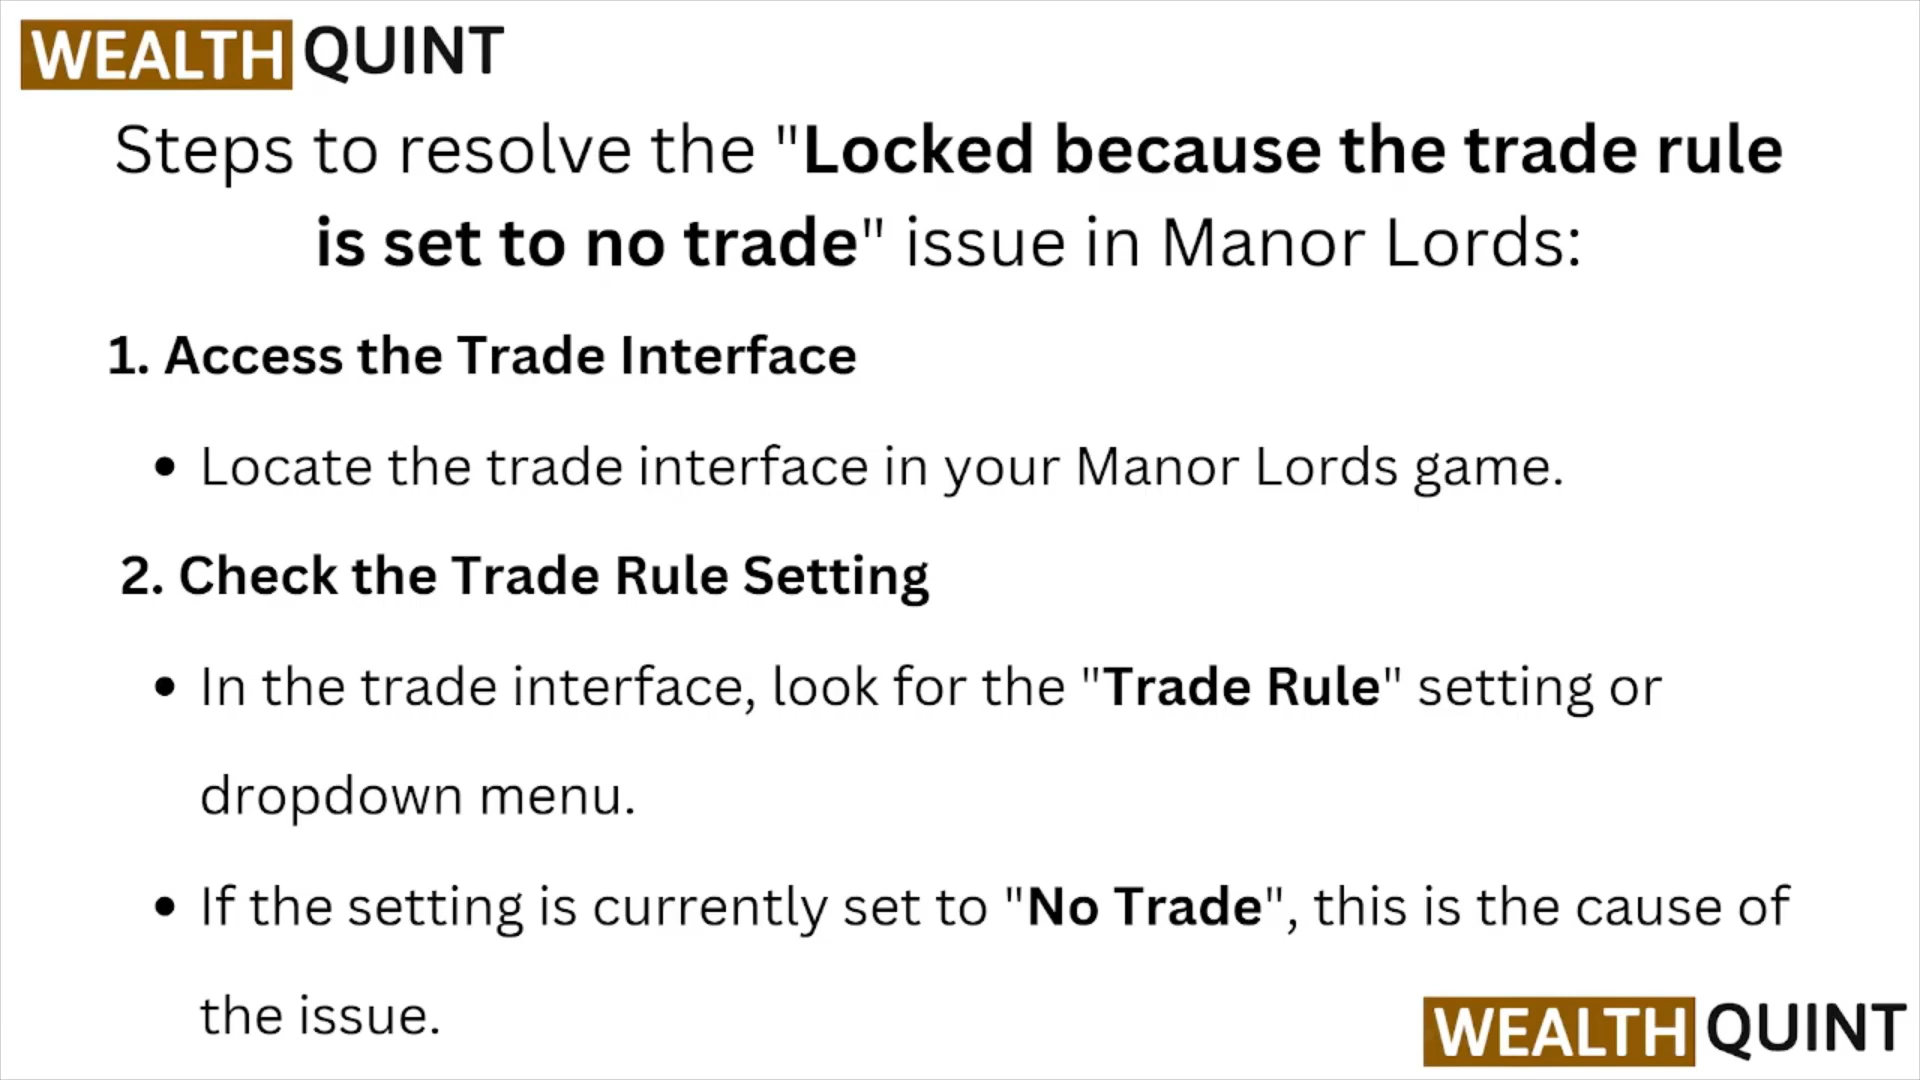 WEALTH QUINT
Steps to resolve the "Locked because the trade rule
is set to no trade" issue in Manor Lords:
1. Access the Trade Interface
• Locate the trade interface in your Manor Lords game.
2. Check the Trade Rule Setting
• In the trade interface, look for the "Trade Rule" setting or
dropdown menu.
• If the setting is currently set to "No Trade", this is the cause of
the issue.
WEALTH QUINT